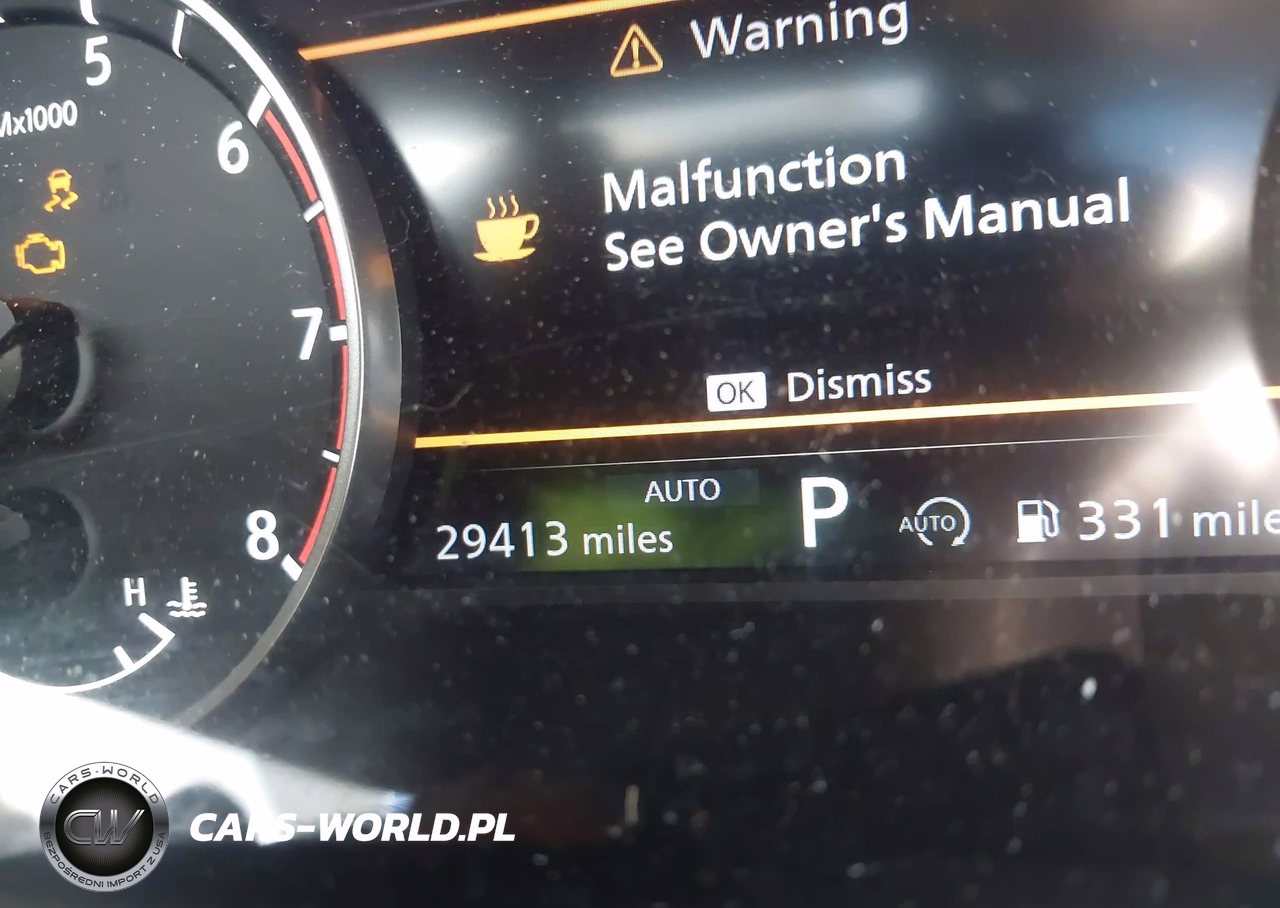 5
Mx1000
6
7
8
H
Warning
Malfunction
See Owner's Manual
OK Dismiss
AUTO
29413 miles
P
AUTO
331 mile
CARS-WORLD
CW
BEZPOŚREDNI IMPORT Z USA
CARS-WORLD.PL